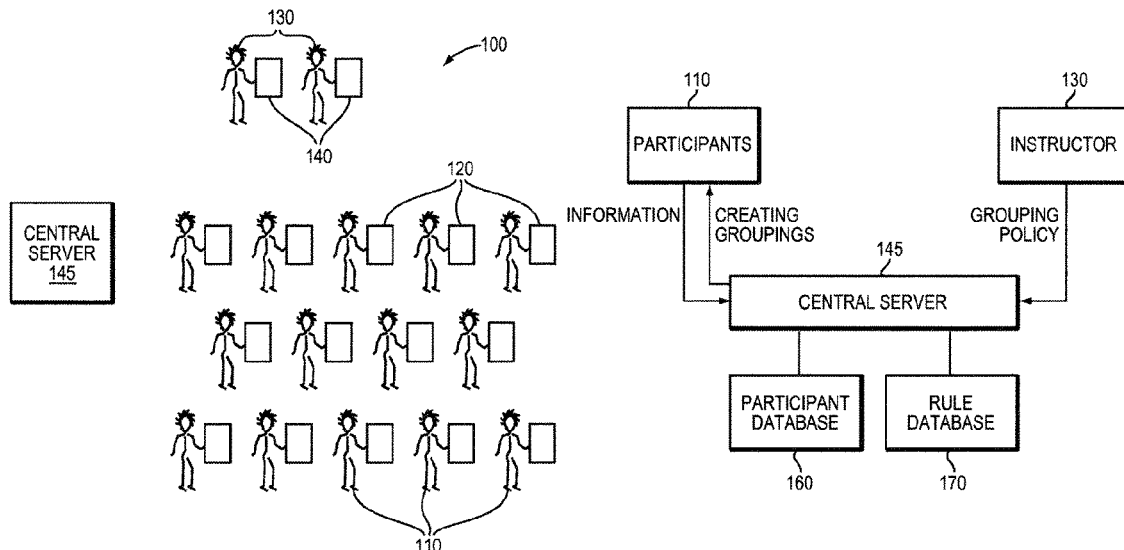 130
100
140
120
CENTRAL
SERVER
145
110
110
130
PARTICIPANTS
INSTRUCTOR
INFORMATION
CREATING
GROUPINGS
GROUPING
POLICY
145
CENTRAL SERVER
PARTICIPANT
DATABASE
RULE
DATABASE
160
170